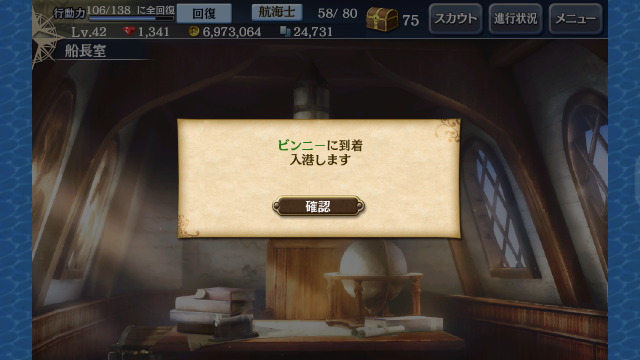 行動力 106/138 に全回復 回復 航海士 58/ 80 75 スカウト 進行状況 メニュー
Lv.42 1,341 6,973,064 24,731
船長室
ビンニーに到着
入港します
確認